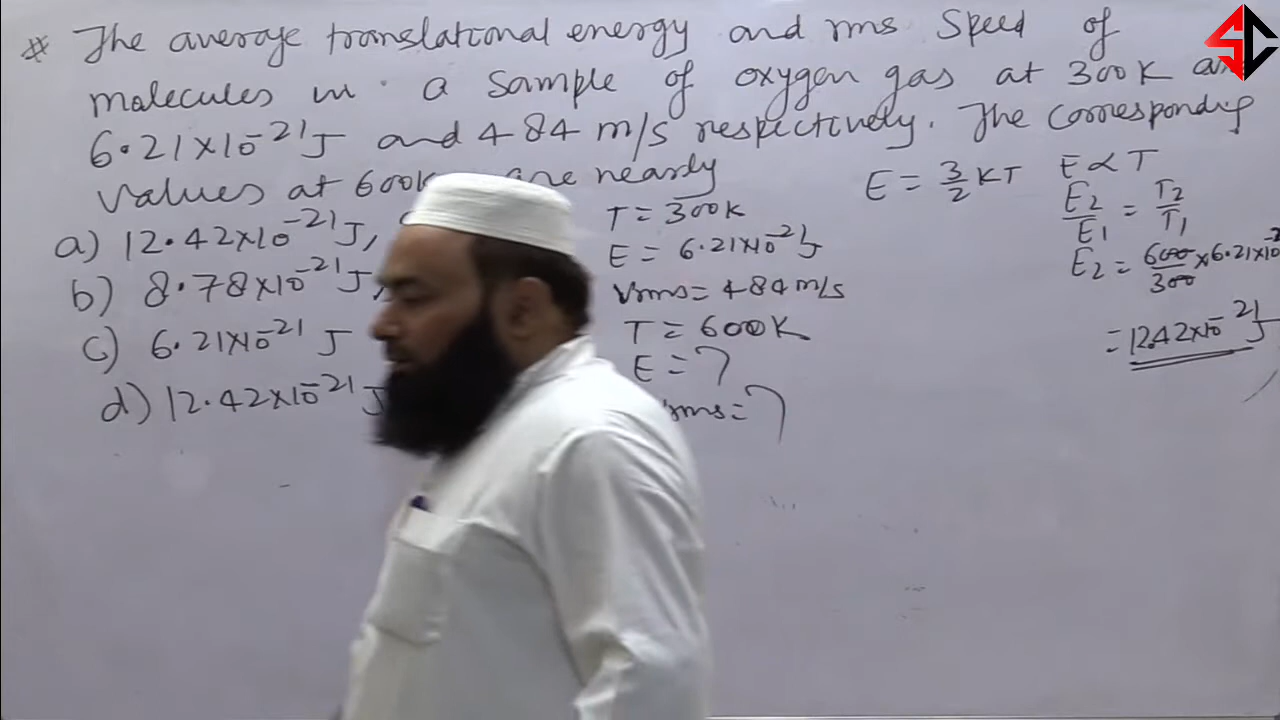 # The average translational energy and rms Speed of
molecules in a sample of oxygen gas at 300K
6.21×10⁻²¹J and 484 m/s respectively. The corresponding
values at 600K are nearly
a) 12.42×10⁻²¹J,
b) 8.78×10⁻²¹J,
c) 6.21×10⁻²¹ J
d) 12.42×10⁻²¹J
T = 300K
E = 6.21×10⁻²¹J
Vrms = 484 m/s
T = 600K
E = ?
rms = ?
E = 3/2 KT
E ∝ T
E₂/E₁ = T₂/T₁
E₂ = 600/300 × 6.21×10
= 12.42×10⁻²¹J
SC